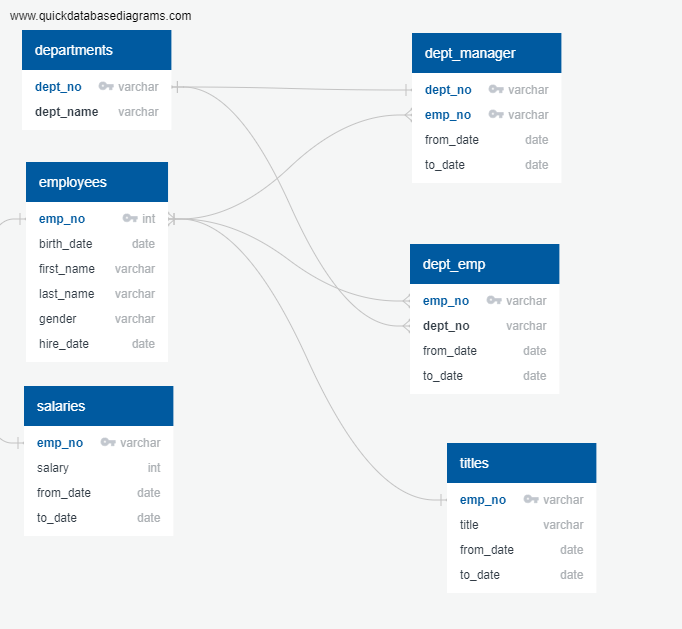 www.quickdatabasediagrams.com
departments
dept_no varchar
dept_name varchar
employees
emp_no int
birth_date date
first_name varchar
last_name varchar
gender varchar
hire_date date
salaries
emp_no varchar
salary int
from_date date
to_date date
dept_manager
dept_no varchar
emp_no varchar
from_date date
to_date date
dept_emp
emp_no varchar
dept_no varchar
from_date date
to_date date
titles
emp_no varchar
title varchar
from_date date
to_date date